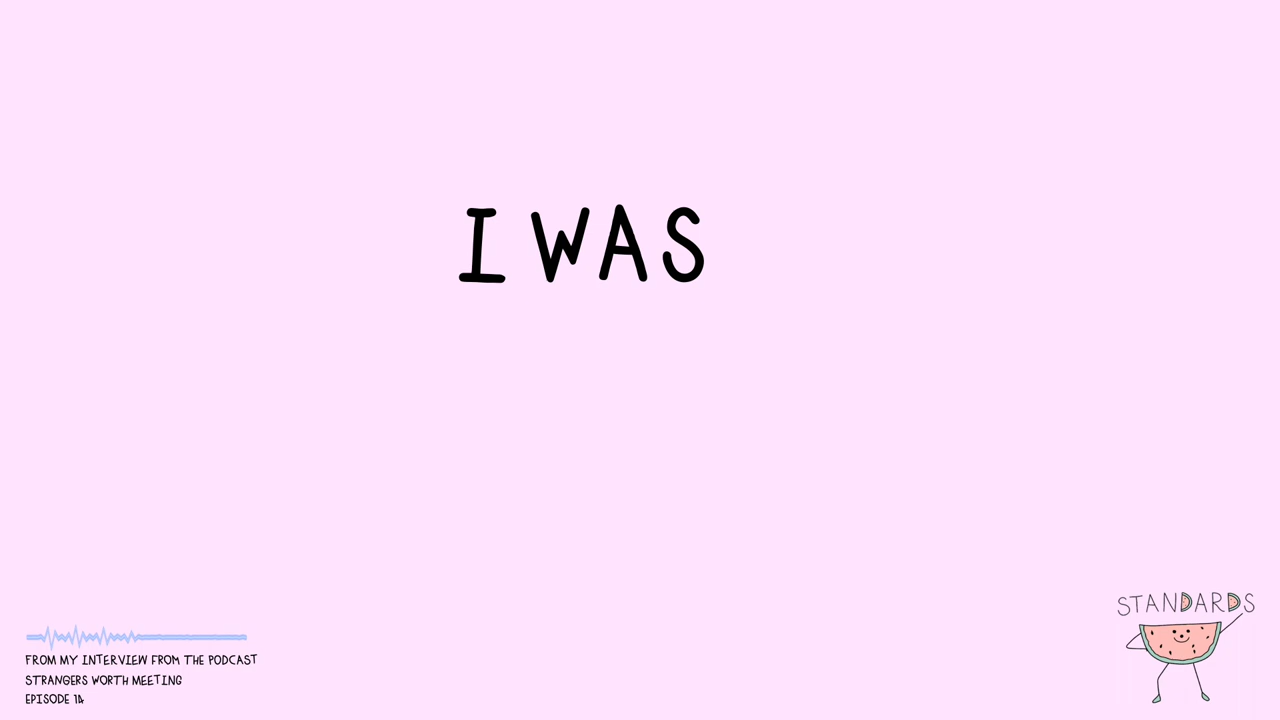 I WAS
STANDARDS
FROM MY INTERVIEW FROM THE PODCAST
STRANGERS WORTH MEETING
EPISODE 14